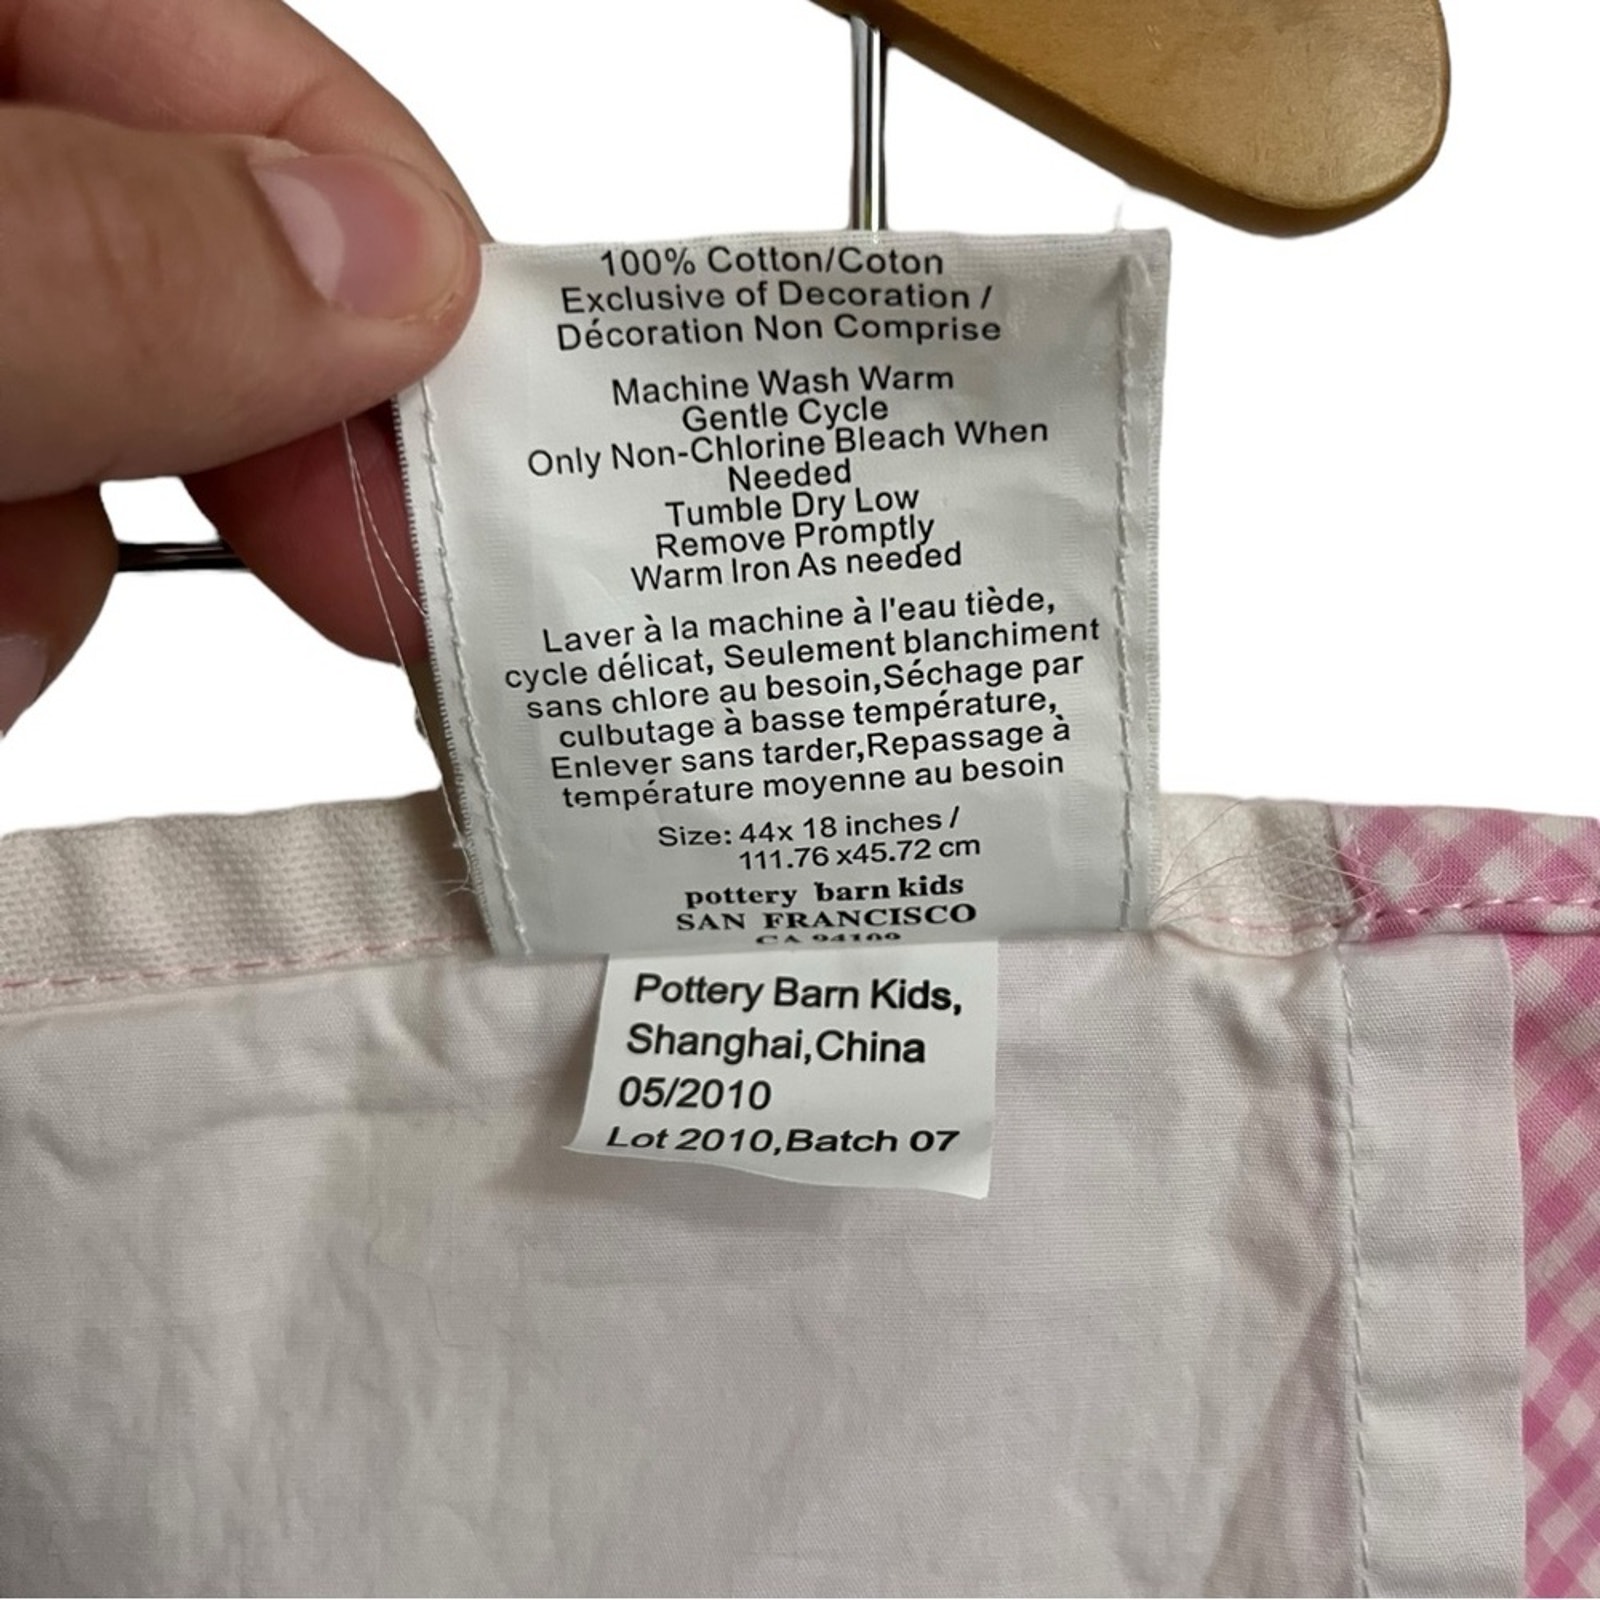 100% Cotton/Coton
Exclusive of Decoration /
Décoration Non Comprise
Machine Wash Warm
Gentle Cycle
Only Non-Chlorine Bleach When
Needed
Tumble Dry Low
Remove Promptly
Warm Iron As needed
Laver à la machine à l'eau tiède,
cycle délicat, Seulement blanchiment
sans chlore au besoin,Séchage par
culbutage à basse température,
Enlever sans tarder,Repassage à
température moyenne au besoin
Size: 44x 18 inches /
111.76 x45.72 cm
pottery barn kids
SAN FRANCISCO
CA 94109
Pottery Barn Kids,
Shanghai,China
05/2010
Lot 2010,Batch 07